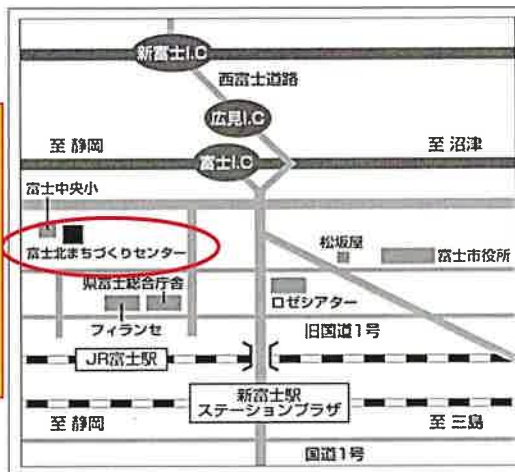 新富士I.C
西富士道路
広見I.C
至 静岡
至 沼津
富士I.C
富士中央小
富士北まちづくりセンター
松坂屋
富士市役所
県富士総合庁舎
ロゼシアター
フィランセ
旧国道1号
JR富士駅
新富士駅
ステーションプラザ
至 静岡
至 三島
国道1号